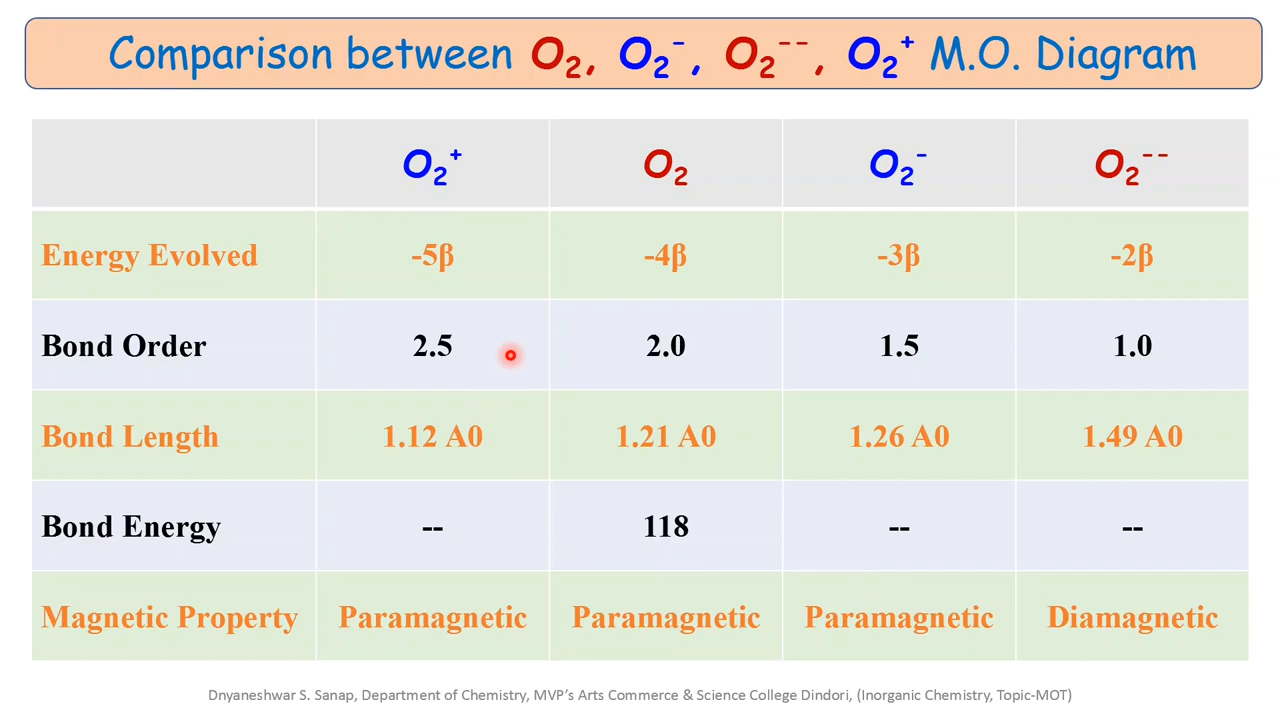 Comparison between O₂, O₂⁻, O₂⁻⁻, O₂⁺ M.O. Diagram
O₂⁺ O₂ O₂⁻ O₂⁻⁻
Energy Evolved -5β -4β -3β -2β
Bond Order 2.5 2.0 1.5 1.0
Bond Length 1.12 A0 1.21 A0 1.26 A0 1.49 A0
Bond Energy -- 118 -- --
Magnetic Property Paramagnetic Paramagnetic Paramagnetic Diamagnetic
Dnyaneshwar S. Sanap, Department of Chemistry, MVP's Arts Commerce & Science College Dindori, (Inorganic Chemistry, Topic-MOT)